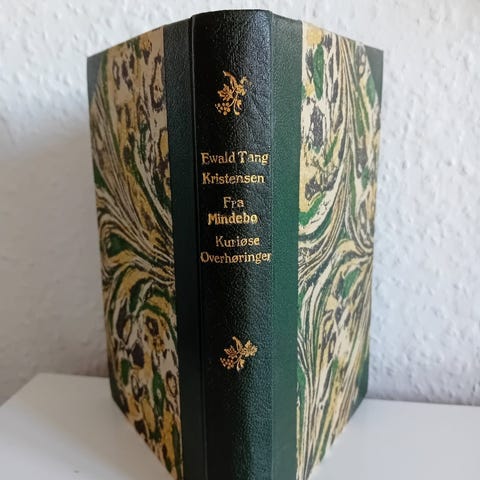 Ewald Tang
Kristensen
Fra
Mindebo
Kuriøse
Overhøringer